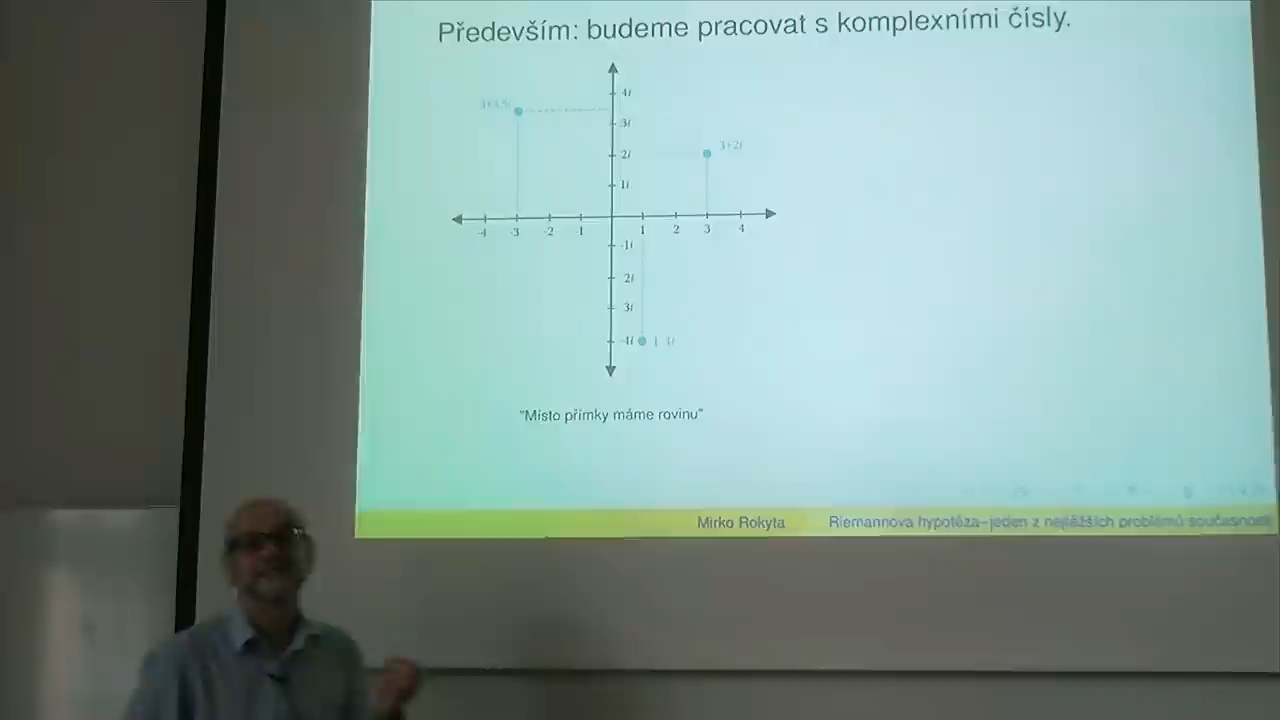 Především: budeme pracovat s komplexními čísly.
4i
3i
3+2i
2i
1i
-4 -3 -2 -1 1 2 3 4
-1i
2i
3i
4i
"Místo přímky máme rovinu"
Mirko Rokyta Riemannova hypotéza–jeden z nejtěžších problémů současnosti